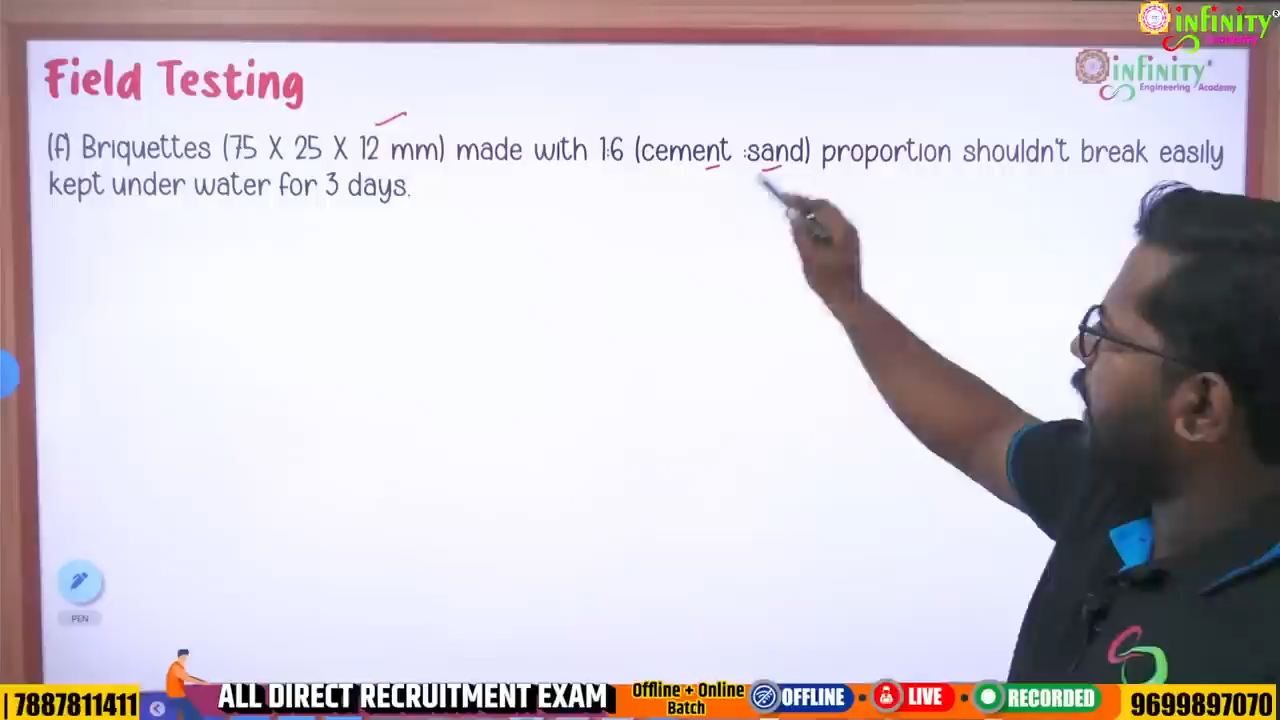 infinity
Academy
Field Testing
infinity
Engineering Academy
(f) Briquettes (75 X 25 X 12 mm) made with 1:6 (cement :sand) proportion shouldn't break easily
kept under water for 3 days.
PEN
7887811411
ALL DIRECT RECRUITMENT EXAM
Offline + Online
Batch
OFFLINE
LIVE
RECORDED
9699897070